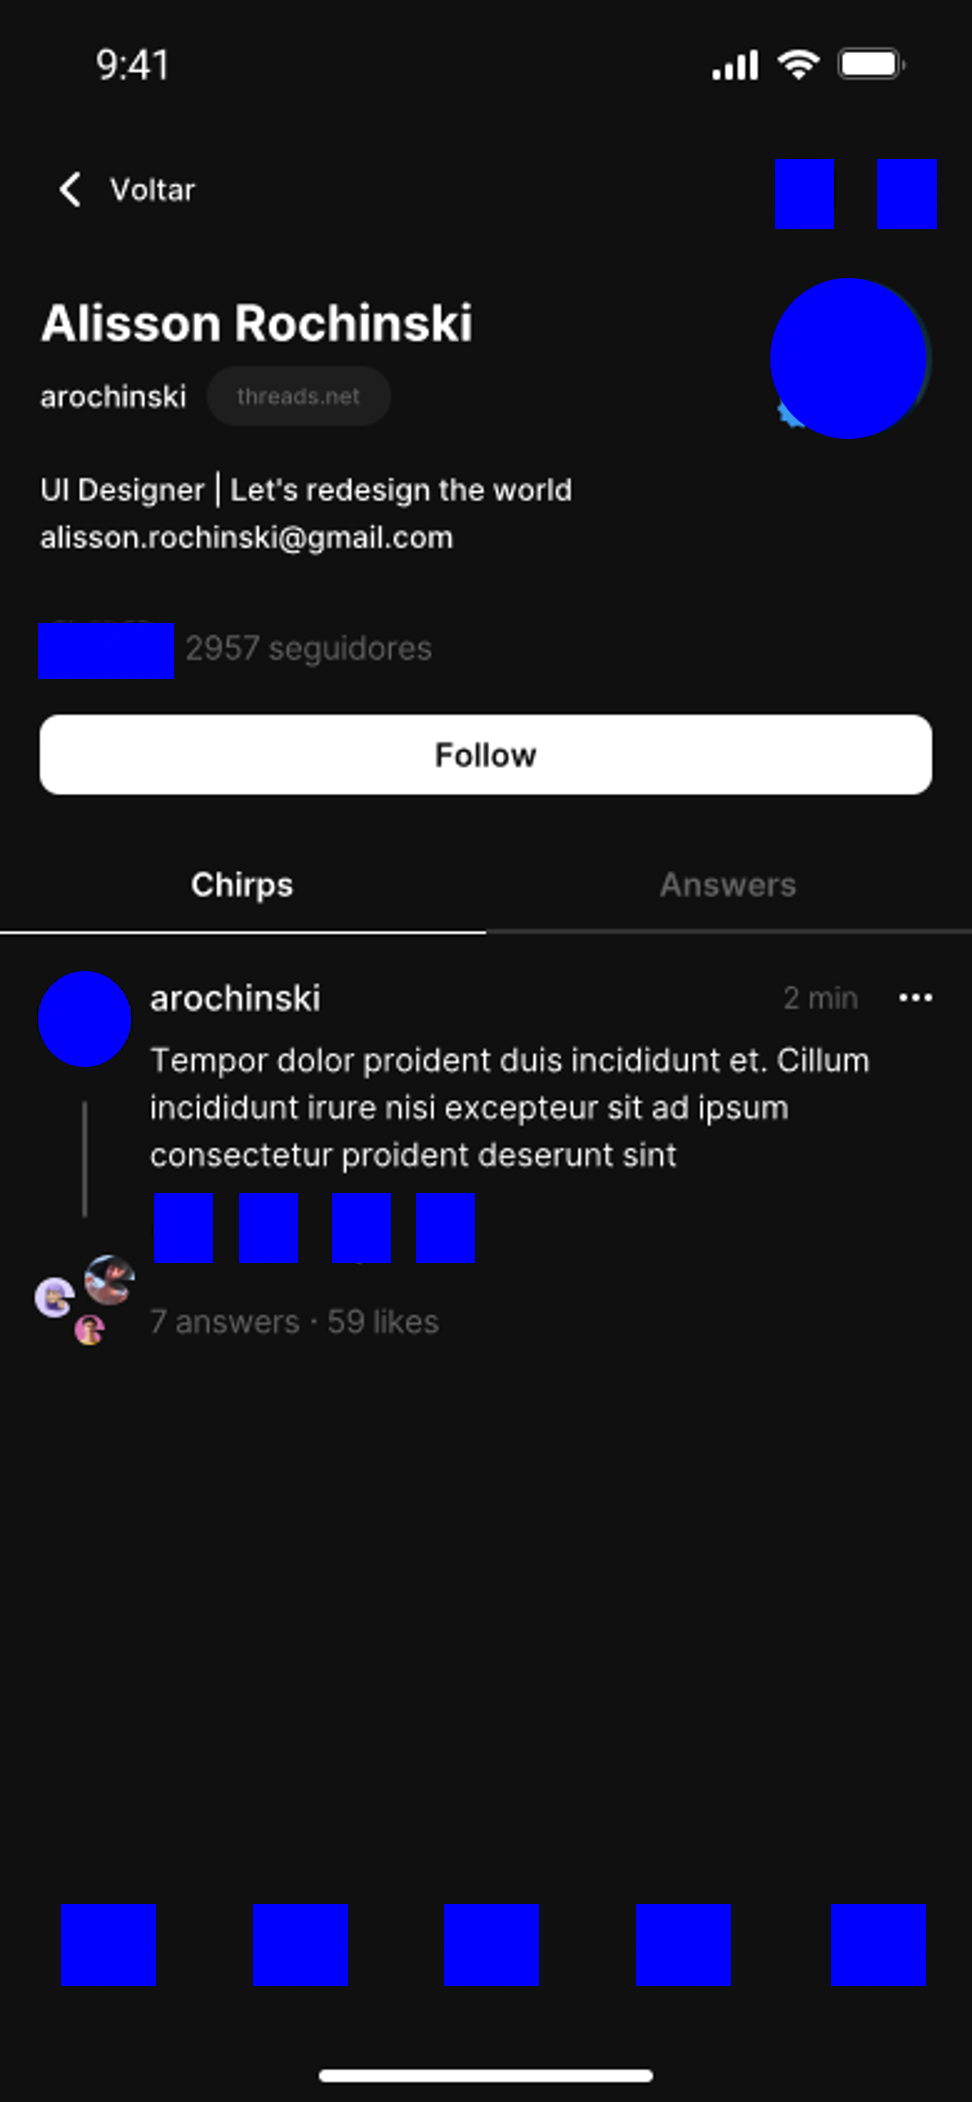 9:41
Voltar
Alisson Rochinski
arochinski threads.net
UI Designer | Let's redesign the world
alisson.rochinski@gmail.com
2957 seguidores
Follow
Chirps Answers
arochinski 2 min
Tempor dolor proident duis incididunt et. Cillum
incididunt irure nisi excepteur sit ad ipsum
consectetur proident deserunt sint
7 answers · 59 likes